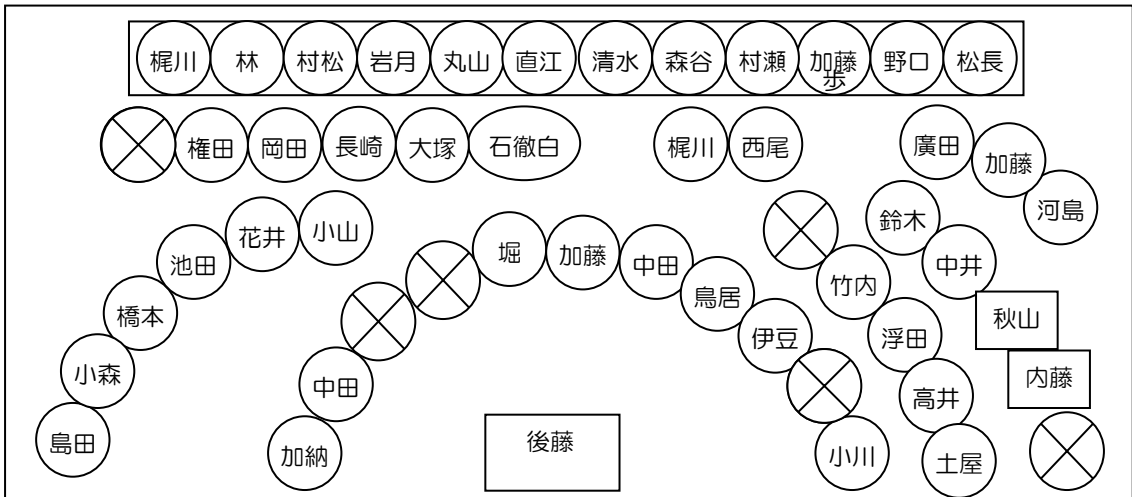 梶川 林 村松 岩月 丸山 直江 清水 森谷 村瀬 加藤歩 野口 松長
権田 岡田 長崎 大塚 石徹白 梶川 西尾 廣田 加藤 河島
島田 小森 橋本 池田 花井 小山
加納 中田 堀 加藤 中田 鳥居 伊豆 小川
竹内 浮田 高井 土屋
鈴木 中井 秋山 内藤
後藤